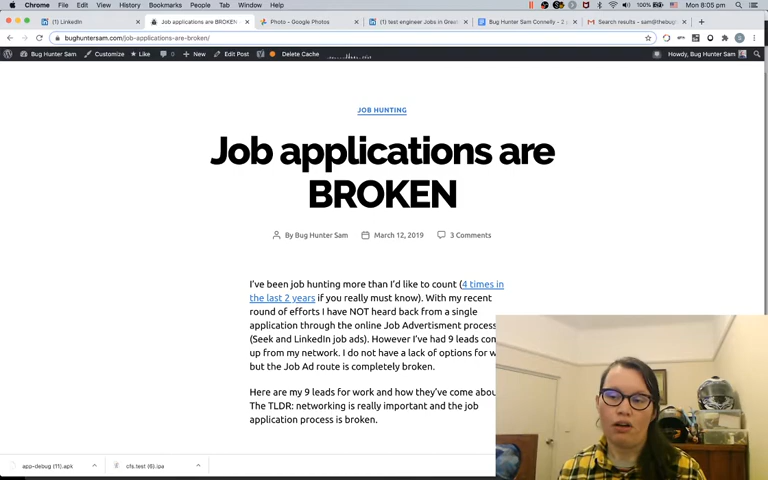 Chrome File Edit View History Bookmarks People Tab Window Help
100% Mon 8:05 pm
(1) LinkedIn
Job applications are BROKEN
Photo - Google Photos
(1) test engineer Jobs in Great
Bug Hunter Sam Connelly - 2
Search results - sam@thebug
bughuntersam.com/job-applications-are-broken/
Bug Hunter Sam Customize Like 0 New Edit Post Delete Cache Howdy, Bug Hunter Sam
JOB HUNTING
Job applications are
BROKEN
By Bug Hunter Sam March 12, 2019 3 Comments
I've been job hunting more than I'd like to count (4 times in
the last 2 years if you really must know). With my recent
round of efforts I have NOT heard back from a single
application through the online Job Advertisment process
(Seek and LinkedIn job ads). However I've had 9 leads com
up from my network. I do not have a lack of options for w
but the Job Ad route is completely broken.
Here are my 9 leads for work and how they've come abou
The TLDR: networking is really important and the job
application process is broken.
app-debug (11).apk
cfs.test (6).ipa